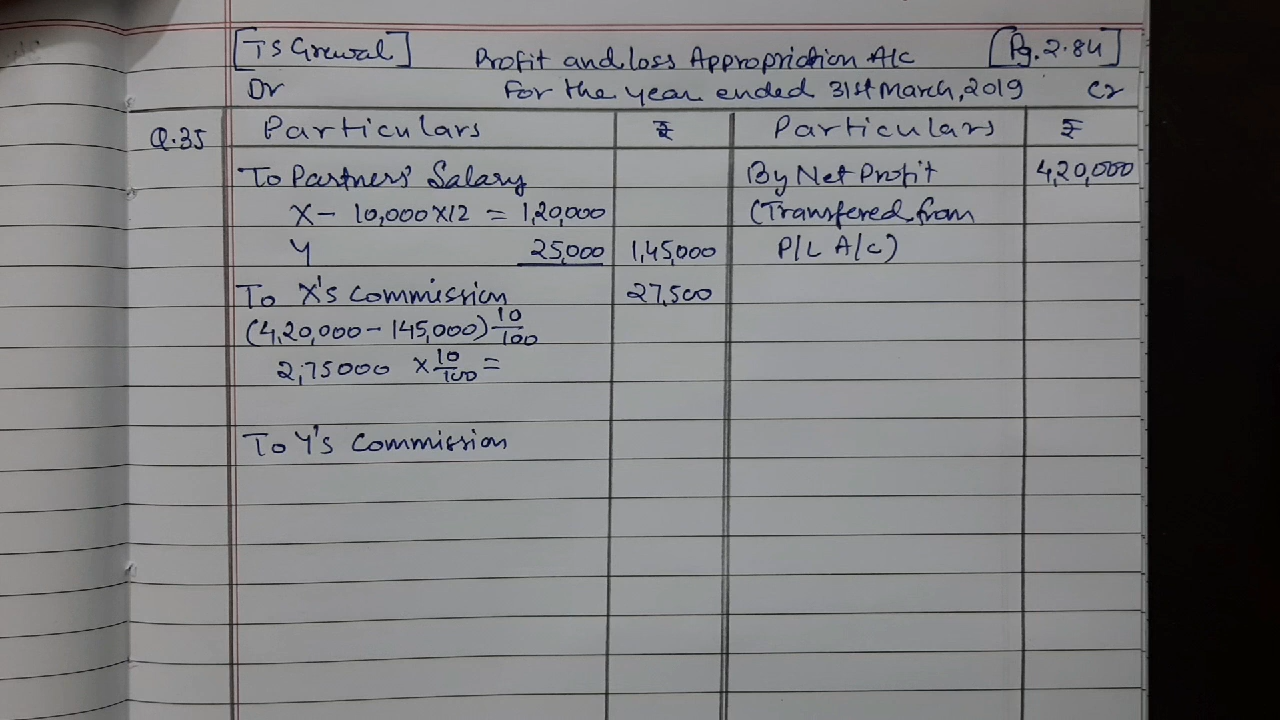 [TS Grewal] Profit and loss Appropriation A/c [Pg. 2.84]
Dr For the year ended 31st March, 2019 Cr
Q.35 Particulars ₹ Particulars ₹
To Partners' Salary By Net Profit 4,20,000
X - 10,000 X 12 = 1,20,000 (Transfered from
Y 25,000 1,45,000 P/L A/c)
To X's Commission 27,500
(4,20,000 - 145,000) 10/100
2,75000 x 10/100 =
To Y's Commission